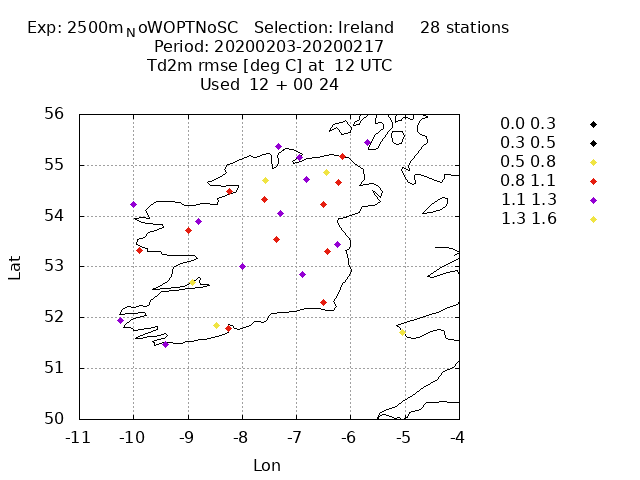 Exp: 2500m_NoWOPTNoSC Selection: Ireland 28 stations
Period: 20200203-20200217
Td2m rmse [deg C] at 12 UTC
Used 12 + 00 24
0.0 0.3
0.3 0.5
0.5 0.8
0.8 1.1
1.1 1.3
1.3 1.6
56
55
54
53
52
51
50
Lat
-11 -10 -9 -8 -7 -6 -5 -4
Lon